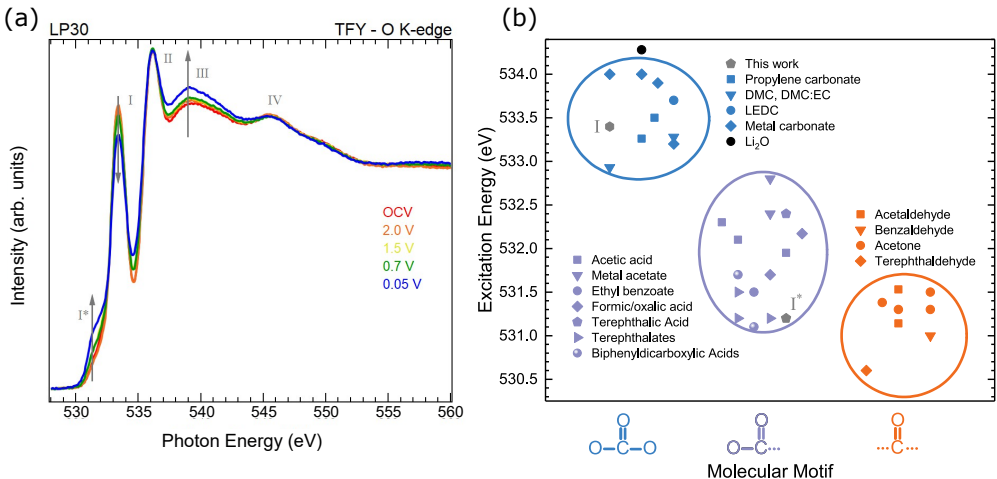 (a)
LP30
TFY - O K-edge
I
II
III
IV
I*
OCV
2.0 V
1.5 V
0.7 V
0.05 V
530
535
540
545
550
555
560
Photon Energy (eV)
Intensity (arb. units)
(b)
534.0
533.5
533.0
532.5
532.0
531.5
531.0
530.5
Excitation Energy (eV)
This work
Propylene carbonate
DMC, DMC:EC
LEDC
Metal carbonate
Li₂O
I
Acetic acid
Metal acetate
Ethyl benzoate
Formic/oxalic acid
Terephthalic Acid
Terephthalates
Biphenyldicarboxylic Acids
I*
Acetaldehyde
Benzaldehyde
Acetone
Terephthaldehyde
O
O–C–O
O
O–C···
O
···C···
Molecular Motif